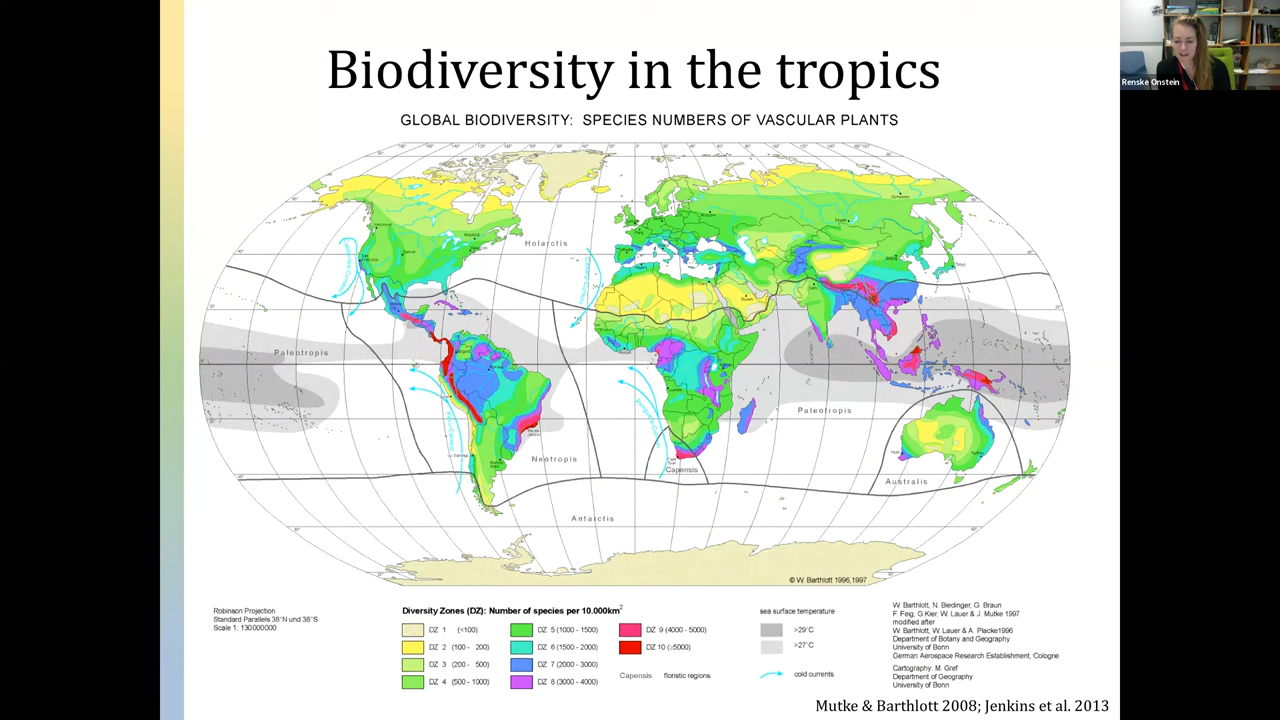 Renske Onstein
Biodiversity in the tropics
GLOBAL BIODIVERSITY: SPECIES NUMBERS OF VASCULAR PLANTS
Holarctis
Paleotropis
Paleotropis
Neotropis
Capensis
Australis
Antarctis
© W. Barthlott 1996,1997
Robinson Projection
Standard Parallels 38°N und 38°S
Scale 1: 130000000
Diversity Zones (DZ): Number of species per 10.000km²
DZ 1 (<100)
DZ 2 (100 - 200)
DZ 3 (200 - 500)
DZ 4 (500 - 1000)
DZ 5 (1000 - 1500)
DZ 6 (1500 - 2000)
DZ 7 (2000 - 3000)
DZ 8 (3000 - 4000)
DZ 9 (4000 - 5000)
DZ 10 (≥5000)
Capensis floristic regions
sea surface temperature
>29°C
>27°C
cold currents
W. Barthlott, N. Biedinger, G. Braun
F. Feig, G. Kier, W. Lauer & J. Mutke 1997
modified after
W. Barthlott, W. Lauer & A. Placke1996
Department of Botany and Geography
University of Bonn
German Aerospace Research Establishment, Cologne
Cartography: M. Gref
Department of Geography
University of Bonn
Mutke & Barthlott 2008; Jenkins et al. 2013